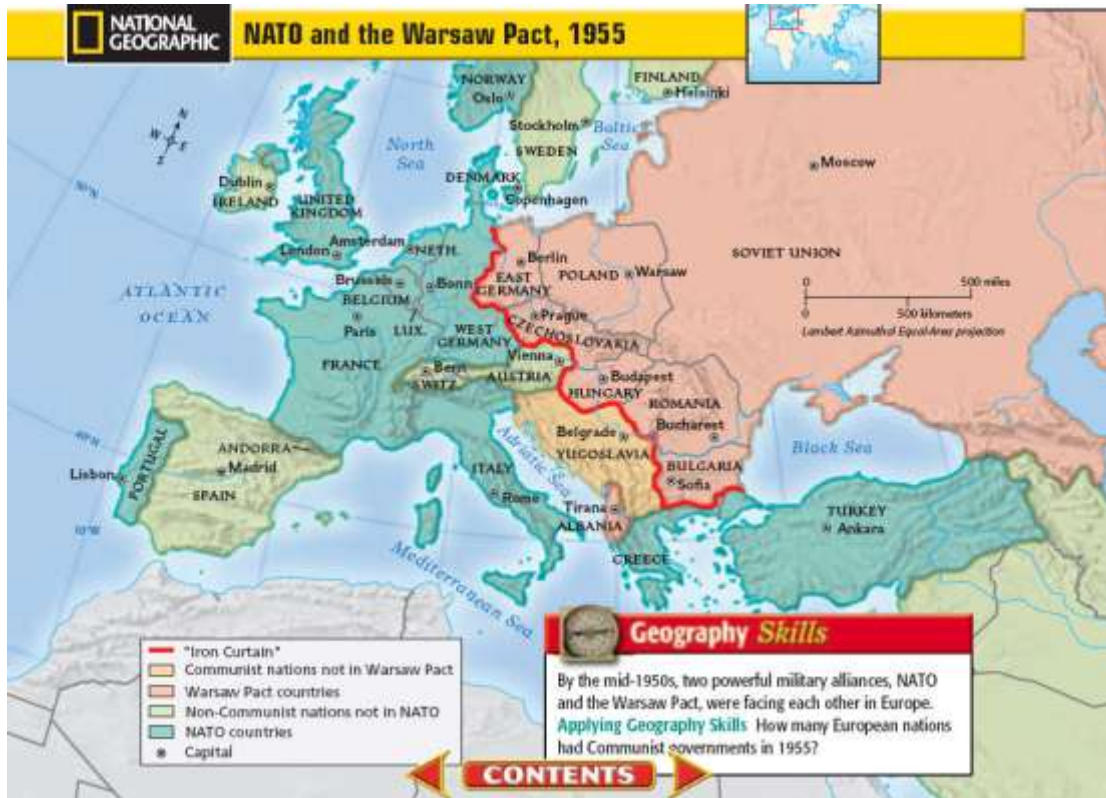 NATIONAL
GEOGRAPHIC
NATO and the Warsaw Pact, 1955
NORWAY
Oslo
FINLAND
Helsinki
Stockholm
Baltic
Sea
SWEDEN
North
Sea
Moscow
DENMARK
Copenhagen
Dublin
IRELAND
UNITED
KINGDOM
50°N
London
Amsterdam
NETH.
Berlin
EAST
GERMANY
POLAND
Warsaw
SOVIET UNION
0
500 miles
0
500 kilometers
Lambert Azimuthal Equal-Area projection
ATLANTIC
OCEAN
Brussels
BELGIUM
Bonn
Paris
LUX.
WEST
GERMANY
Prague
CZECHOSLOVAKIA
FRANCE
Bern
SWITZ.
Vienna
AUSTRIA
Budapest
HUNGARY
ROMANIA
Bucharest
Belgrade
YUGOSLAVIA
Black Sea
40°N
ANDORRA
Madrid
SPAIN
PORTUGAL
Lisbon
Adriatic
Sea
ITALY
Rome
BULGARIA
Sofia
Tirana
ALBANIA
GREECE
TURKEY
Ankara
Mediterranean Sea
"Iron Curtain"
Communist nations not in Warsaw Pact
Warsaw Pact countries
Non-Communist nations not in NATO
NATO countries
Capital
Geography Skills
By the mid-1950s, two powerful military alliances, NATO
and the Warsaw Pact, were facing each other in Europe.
Applying Geography Skills How many European nations
had Communist governments in 1955?
CONTENTS